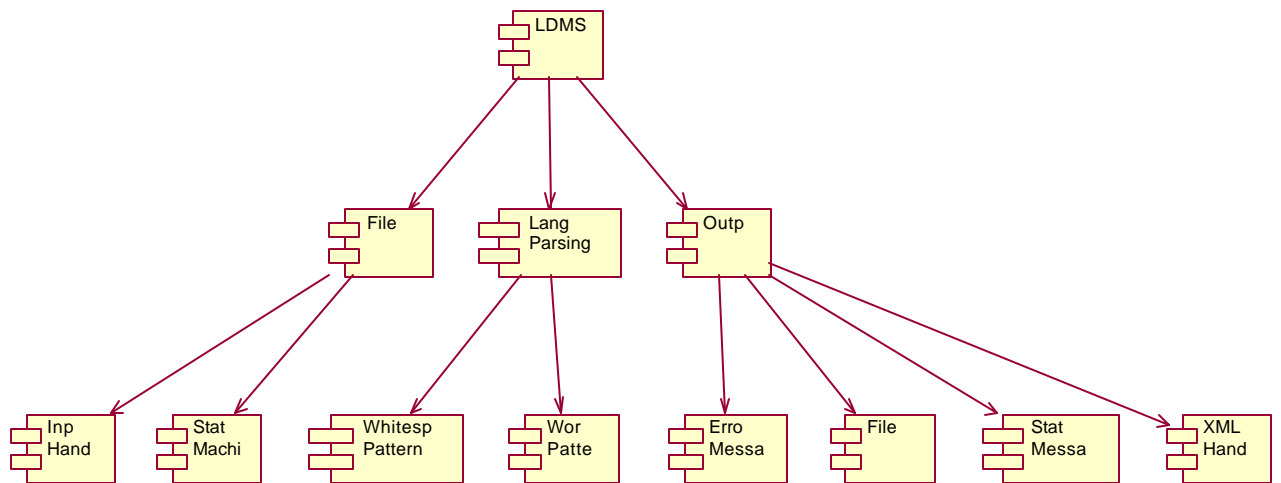 LDMS
File
Lang
Parsing
Outp
Inp
Hand
Stat
Machi
Whitesp
Pattern
Wor
Patte
Erro
Messa
File
Stat
Messa
XML
Hand